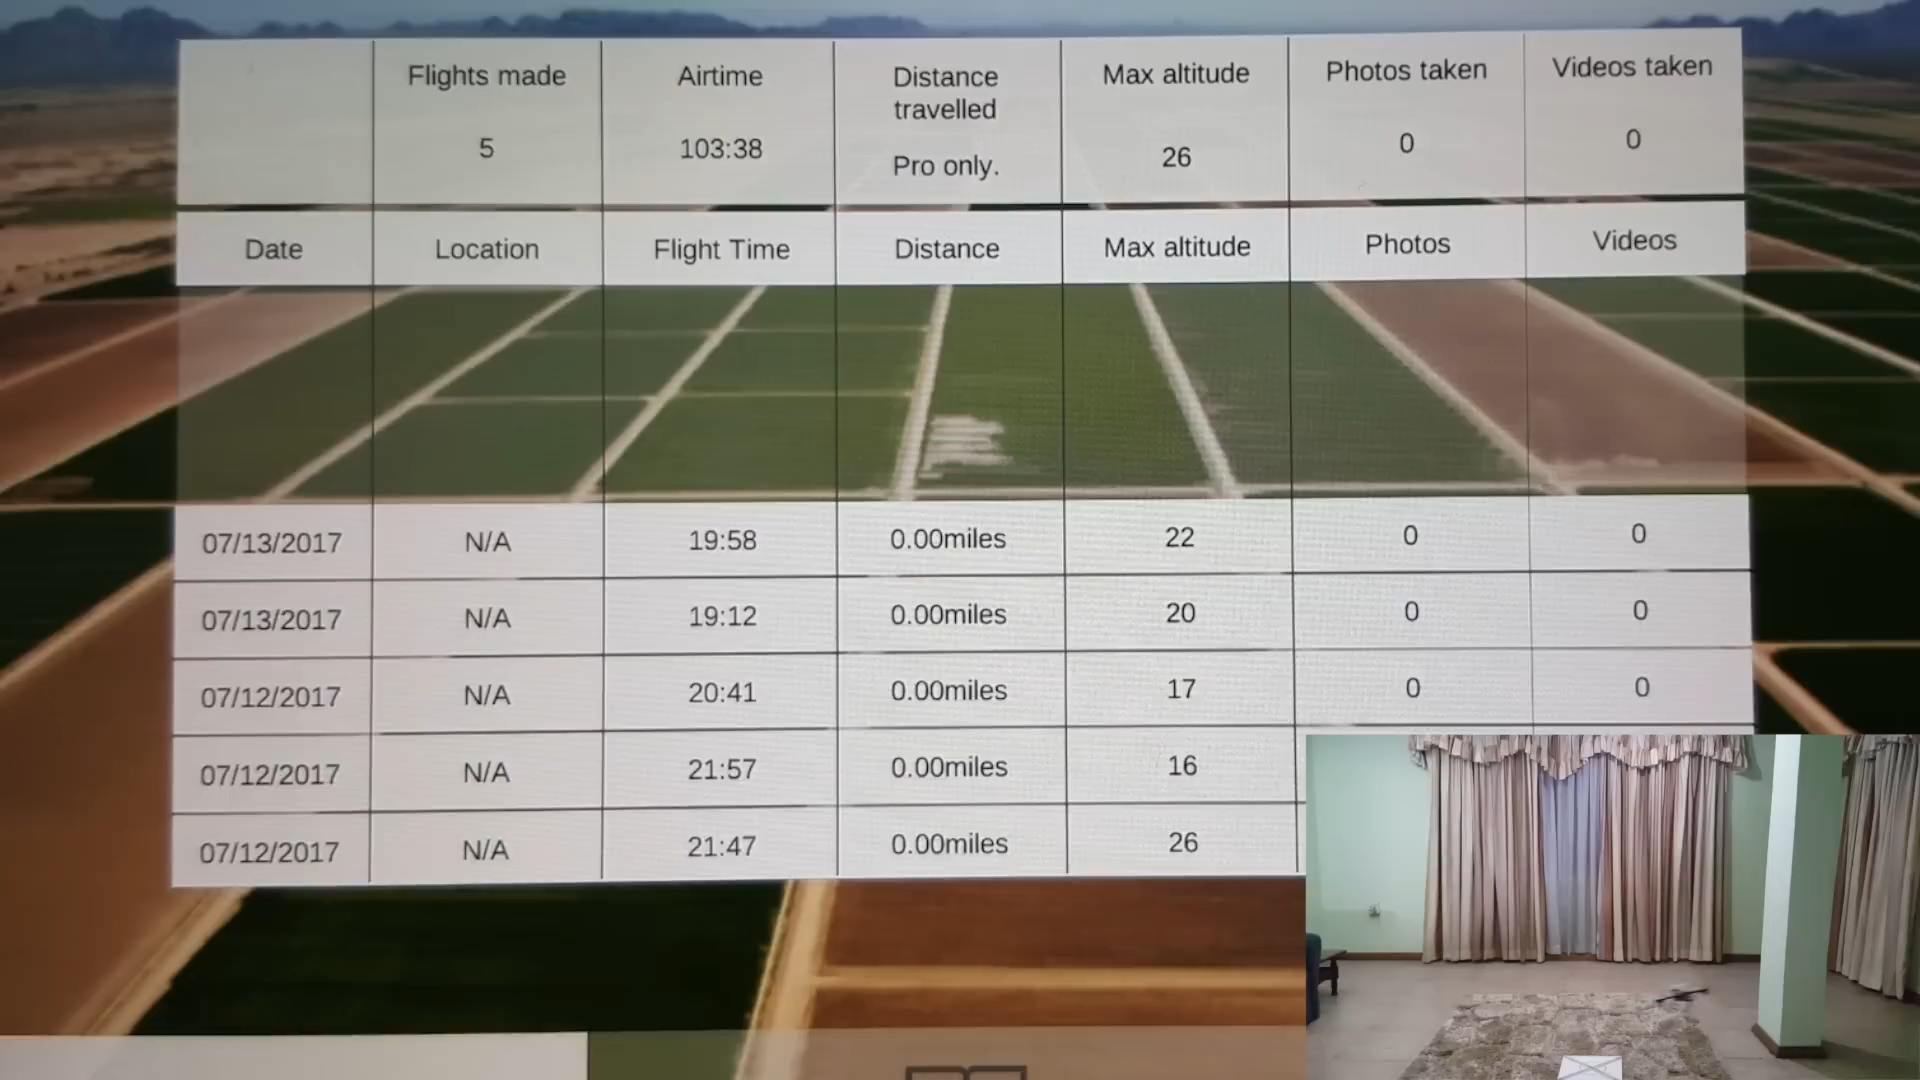 Flights made
Airtime
Distance
travelled
Max altitude
Photos taken
Videos taken
5
103:38
Pro only.
26
0
0
Date Location Flight Time Distance Max altitude Photos Videos
07/13/2017 N/A 19:58 0.00miles 22 0 0
07/13/2017 N/A 19:12 0.00miles 20 0 0
07/12/2017 N/A 20:41 0.00miles 17 0 0
07/12/2017 N/A 21:57 0.00miles 16
07/12/2017 N/A 21:47 0.00miles 26